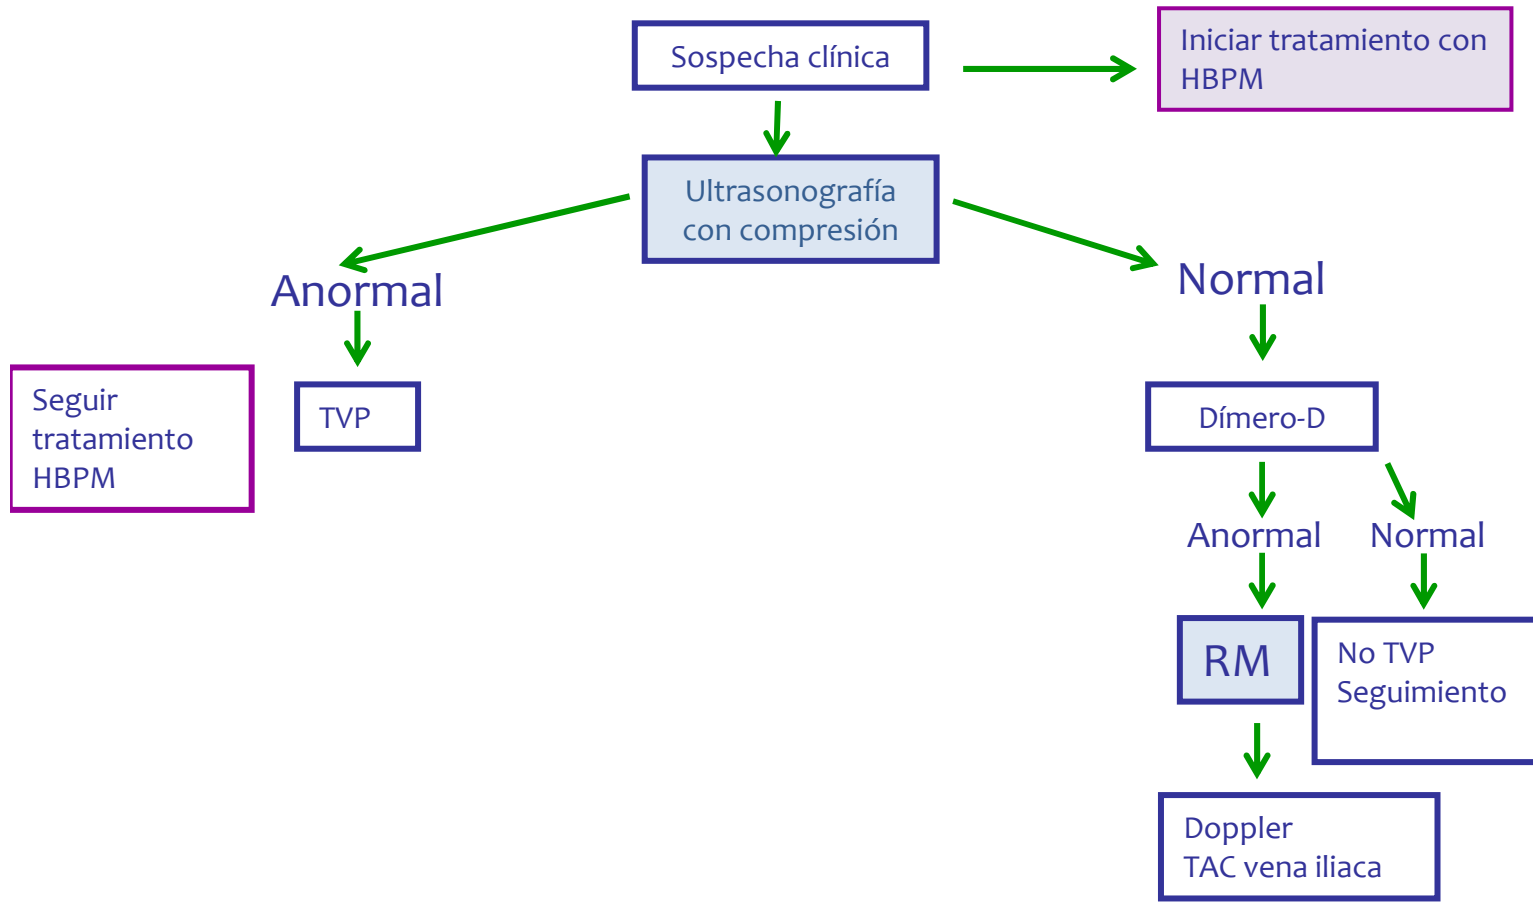 Sospecha clínica
Iniciar tratamiento con
HBPM
Ultrasonografía
con compresión
Anormal
Normal
Seguir
tratamiento
HBPM
TVP
Dímero-D
Anormal
Normal
RM
No TVP
Seguimiento
Doppler
TAC vena iliaca